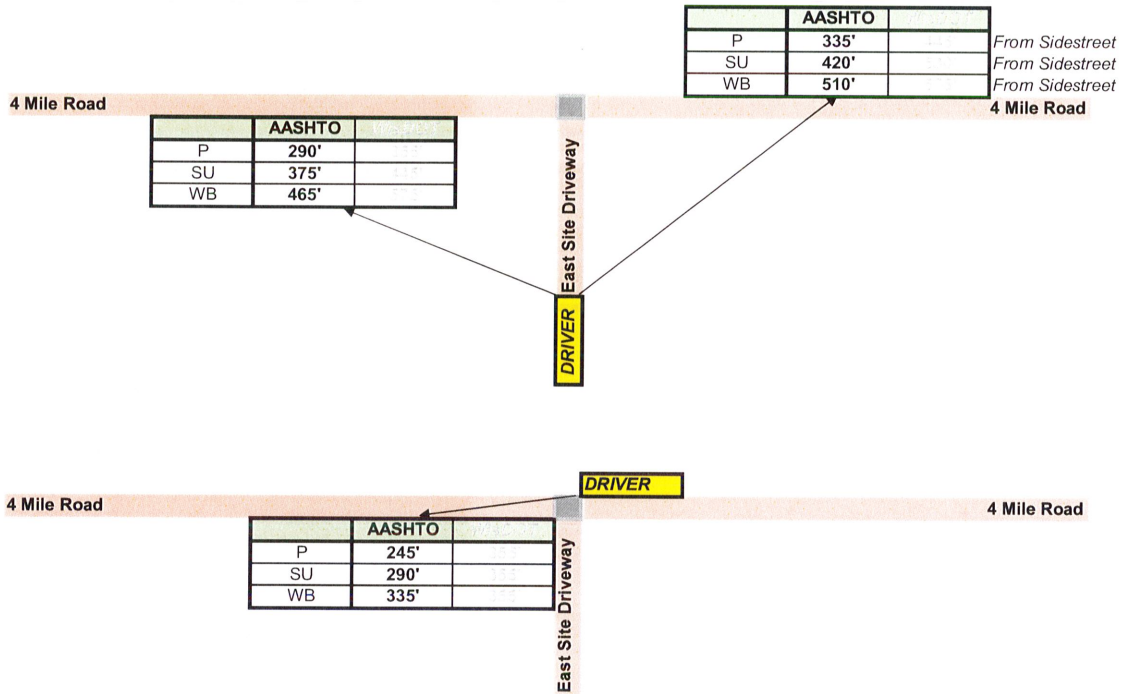 AASHTO
P 335' From Sidestreet
SU 420' From Sidestreet
WB 510' From Sidestreet
4 Mile Road
4 Mile Road
AASHTO
P 290'
SU 375'
WB 465'
East Site Driveway
DRIVER
DRIVER
4 Mile Road
4 Mile Road
AASHTO
P 245'
SU 290'
WB 335'
East Site Driveway